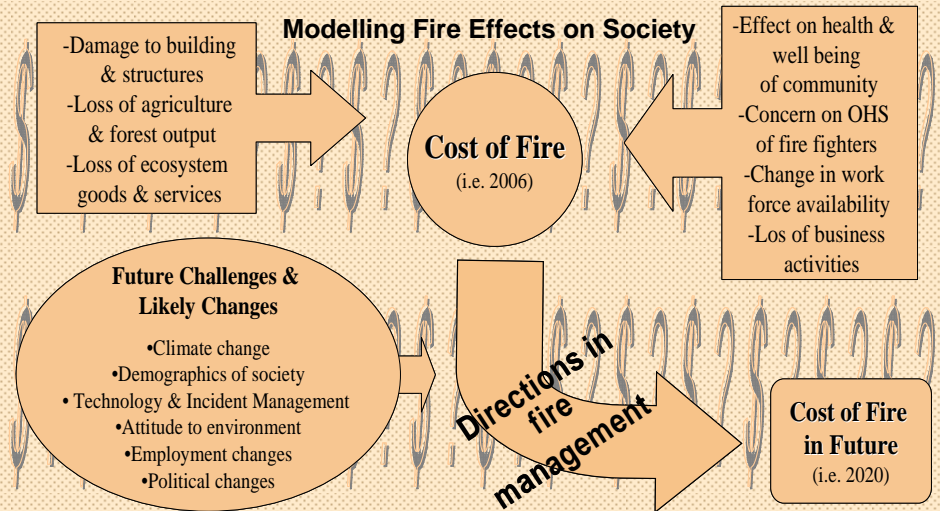 Modelling Fire Effects on Society
-Damage to building
& structures
-Loss of agriculture
& forest output
-Loss of ecosystem
goods & services
Cost of Fire
(i.e. 2006)
-Effect on health &
well being
of community
-Concern on OHS
of fire fighters
-Change in work
force availability
-Los of business
activities
Future Challenges &
Likely Changes
•Climate change
•Demographics of society
• Technology & Incident Management
•Attitude to environment
•Employment changes
•Political changes
Directions in
fire
management
Cost of Fire
in Future
(i.e. 2020)